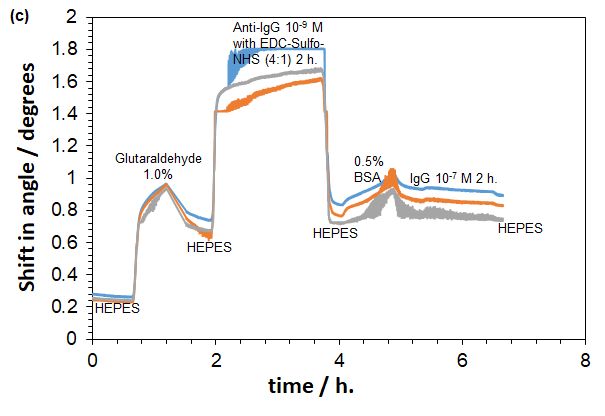 (c)
Shift in angle / degrees
2
1.8
1.6
1.4
1.2
1
0.8
0.6
0.4
0.2
0
Anti-IgG 10-9 M
with EDC-Sulfo-
NHS (4:1) 2 h.
Glutaraldehyde
1.0%
0.5%
BSA
IgG 10-7 M 2 h.
HEPES
HEPES
HEPES
HEPES
0
2
4
6
8
time / h.